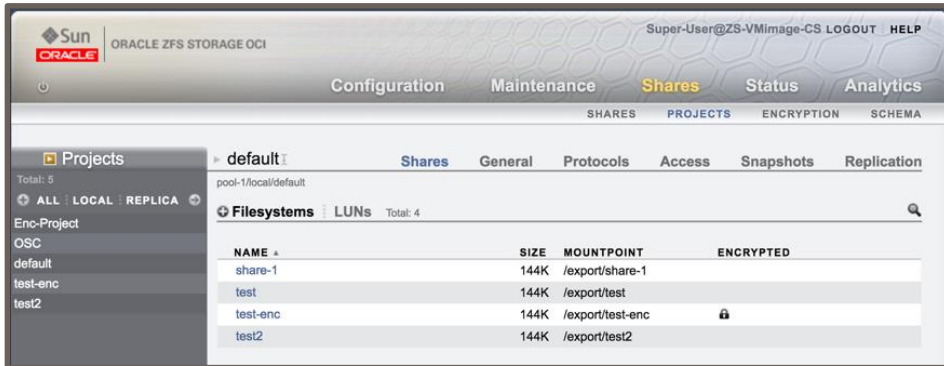 Sun
ORACLE
ORACLE ZFS STORAGE OCI
Super-User@ZS-VMimage-CS LOGOUT HELP
Configuration Maintenance Shares Status Analytics
SHARES PROJECTS ENCRYPTION SCHEMA
Projects
Total: 5
ALL LOCAL REPLICA
Enc-Project
OSC
default
test-enc
test2
default Shares General Protocols Access Snapshots Replication
pool-1/local/default
Filesystems LUNs Total: 4
NAME SIZE MOUNTPOINT ENCRYPTED
share-1 144K /export/share-1
test 144K /export/test
test-enc 144K /export/test-enc
test2 144K /export/test2